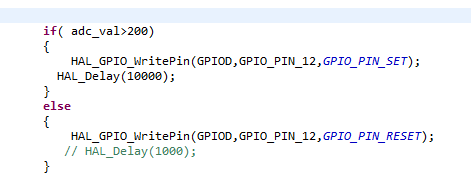 if( adc_val>200)
{
HAL_GPIO_WritePin(GPIOD,GPIO_PIN_12,GPIO_PIN_SET);
HAL_Delay(10000);
}
else
{
HAL_GPIO_WritePin(GPIOD,GPIO_PIN_12,GPIO_PIN_RESET);
// HAL_Delay(1000);
}